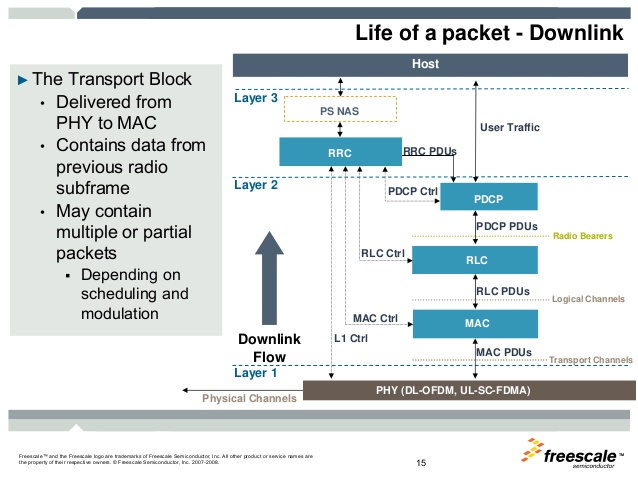 Life of a packet - Downlink
► The Transport Block
• Delivered from
PHY to MAC
• Contains data from
previous radio
subframe
• May contain
multiple or partial
packets
▪ Depending on
scheduling and
modulation
Host
Layer 3
PS NAS
User Traffic
RRC
RRC PDUs
Layer 2
PDCP Ctrl
PDCP
PDCP PDUs
Radio Bearers
RLC Ctrl
RLC
RLC PDUs
Logical Channels
MAC Ctrl
MAC
L1 Ctrl
Downlink
Flow
MAC PDUs
Transport Channels
Layer 1
PHY (DL-OFDM, UL-SC-FDMA)
Physical Channels
Freescale™ and the Freescale logo are trademarks of Freescale Semiconductor, Inc. All other product or service names are
the property of their respective owners. © Freescale Semiconductor, Inc. 2007-2008.
15
freescale™
semiconductor